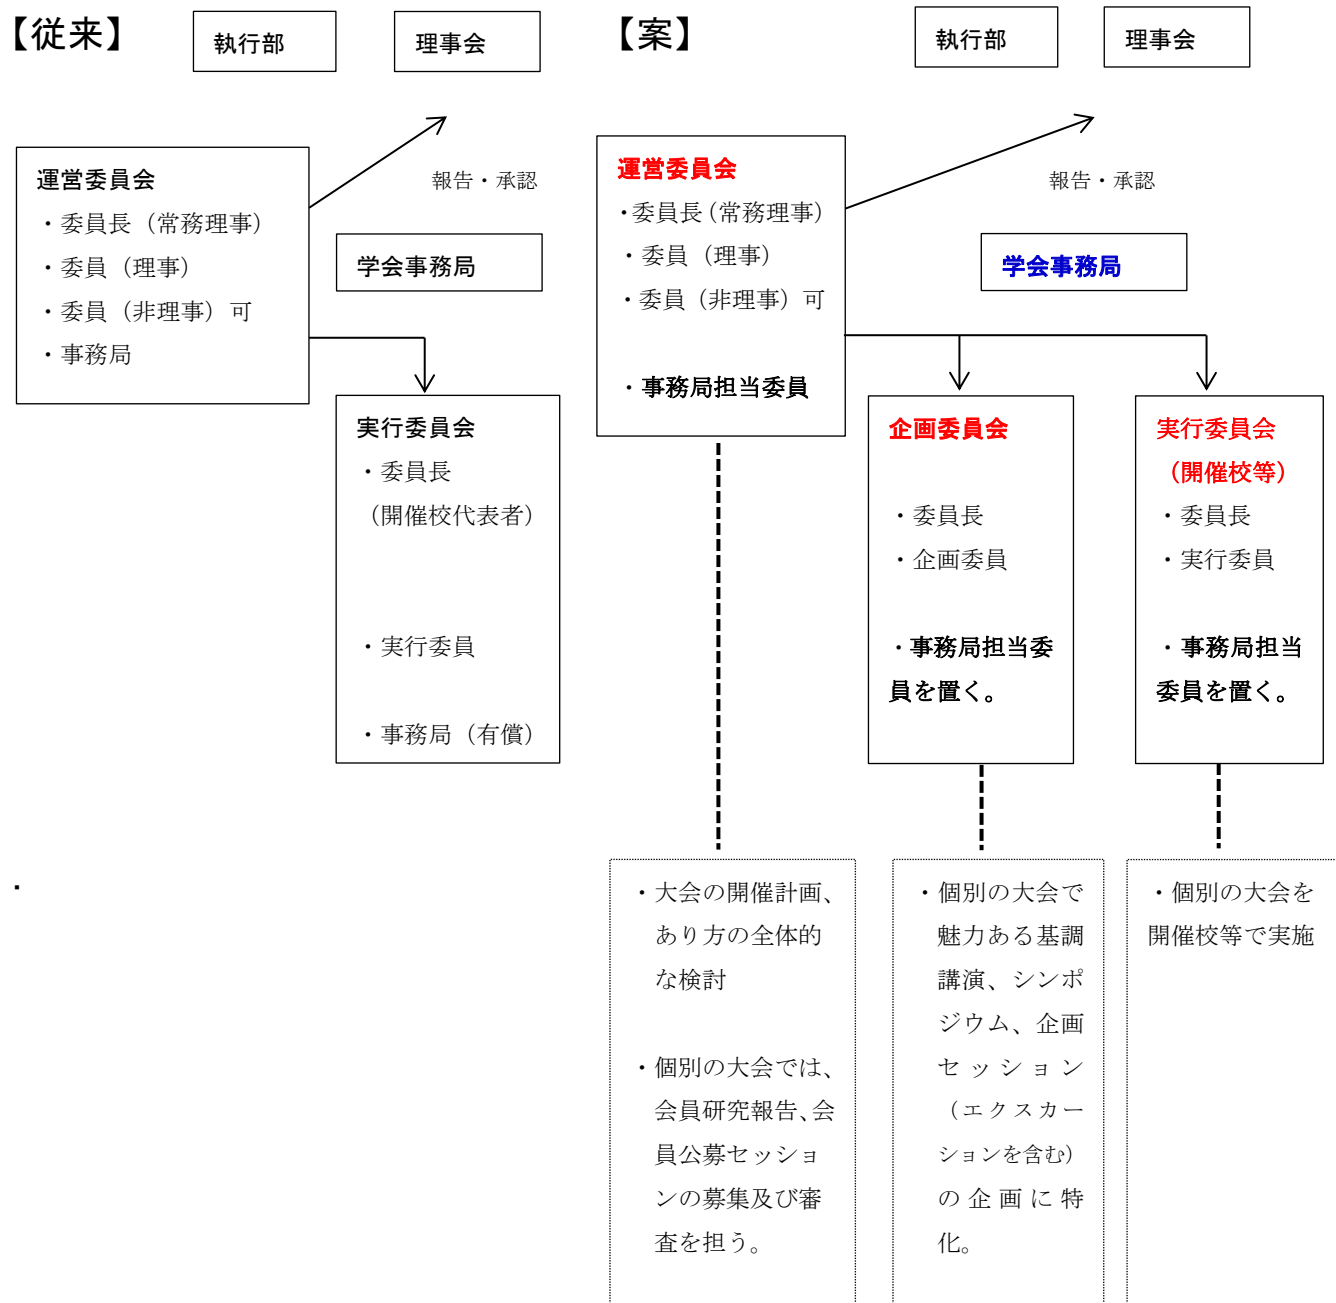 【従来】
執行部
理事会
報告・承認
運営委員会
・委員長（常務理事）
・委員（理事）
・委員（非理事）可
・事務局
学会事務局
実行委員会
・委員長
（開催校代表者）
・実行委員
・事務局（有償）
.
【案】
執行部
理事会
報告・承認
運営委員会
・委員長（常務理事）
・委員（理事）
・委員（非理事）可
・事務局担当委員
学会事務局
企画委員会
・委員長
・企画委員
・事務局担当委
員を置く。
実行委員会
（開催校等）
・委員長
・実行委員
・事務局担当
委員を置く。
・大会の開催計画、
あり方の全体的
な検討
・個別の大会では、
会員研究報告、会
員公募セッショ
ンの募集及び審
査を担う。
・個別の大会で
魅力ある基調
講演、シンポ
ジウム、企画
セッション
（エクスカー
ションを含む）
の企画に特
化。
・個別の大会を
開催校等で実施